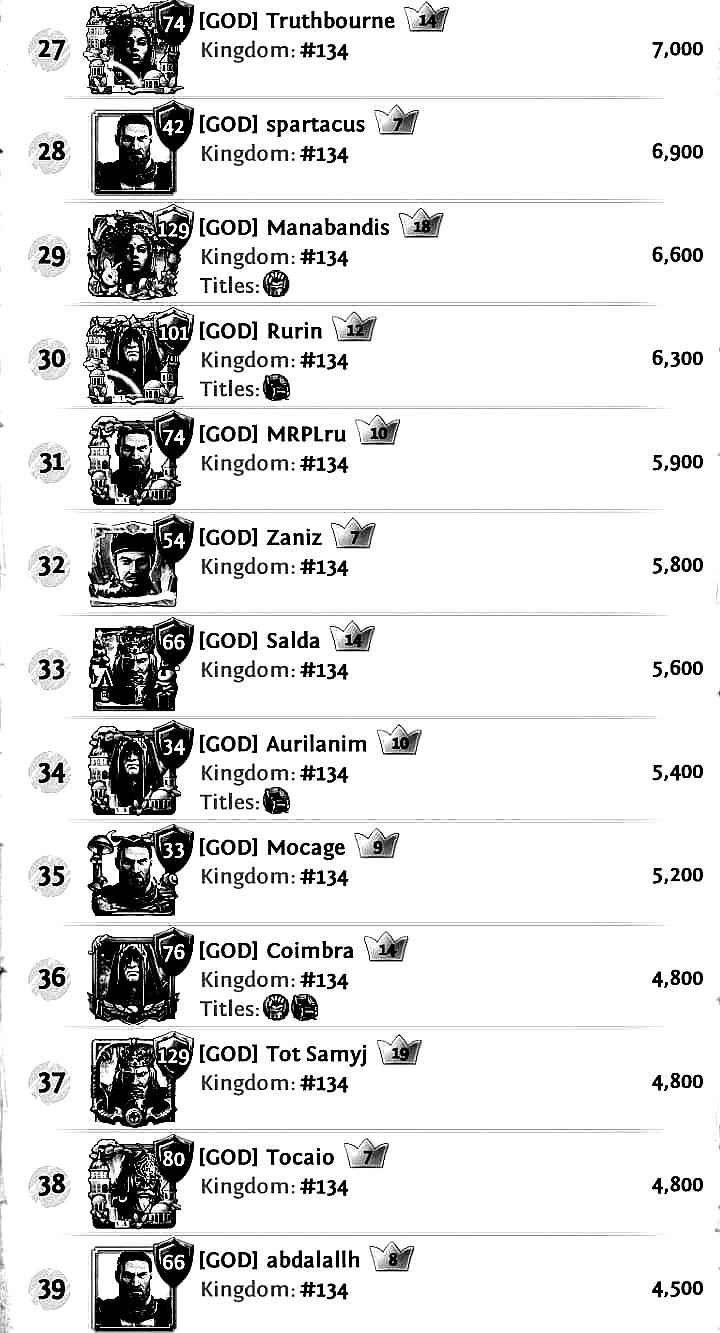 27 74 [GOD] Truthbourne 14
Kingdom: #134 7,000
28 42 [GOD] spartacus 7
Kingdom: #134 6,900
29 129 [GOD] Manabandis 18
Kingdom: #134 6,600
Titles:
30 101 [GOD] Rurin 12
Kingdom: #134 6,300
Titles:
31 74 [GOD] MRPLru 10
Kingdom: #134 5,900
32 54 [GOD] Zaniz 7
Kingdom: #134 5,800
33 66 [GOD] Salda 14
Kingdom: #134 5,600
34 34 [GOD] Aurilanim 10
Kingdom: #134 5,400
Titles:
35 33 [GOD] Mocage 9
Kingdom: #134 5,200
36 76 [GOD] Coimbra 14
Kingdom: #134 4,800
Titles:
37 129 [GOD] Tot Samyj 19
Kingdom: #134 4,800
38 80 [GOD] Tocaio 7
Kingdom: #134 4,800
39 66 [GOD] abdalallh 8
Kingdom: #134 4,500